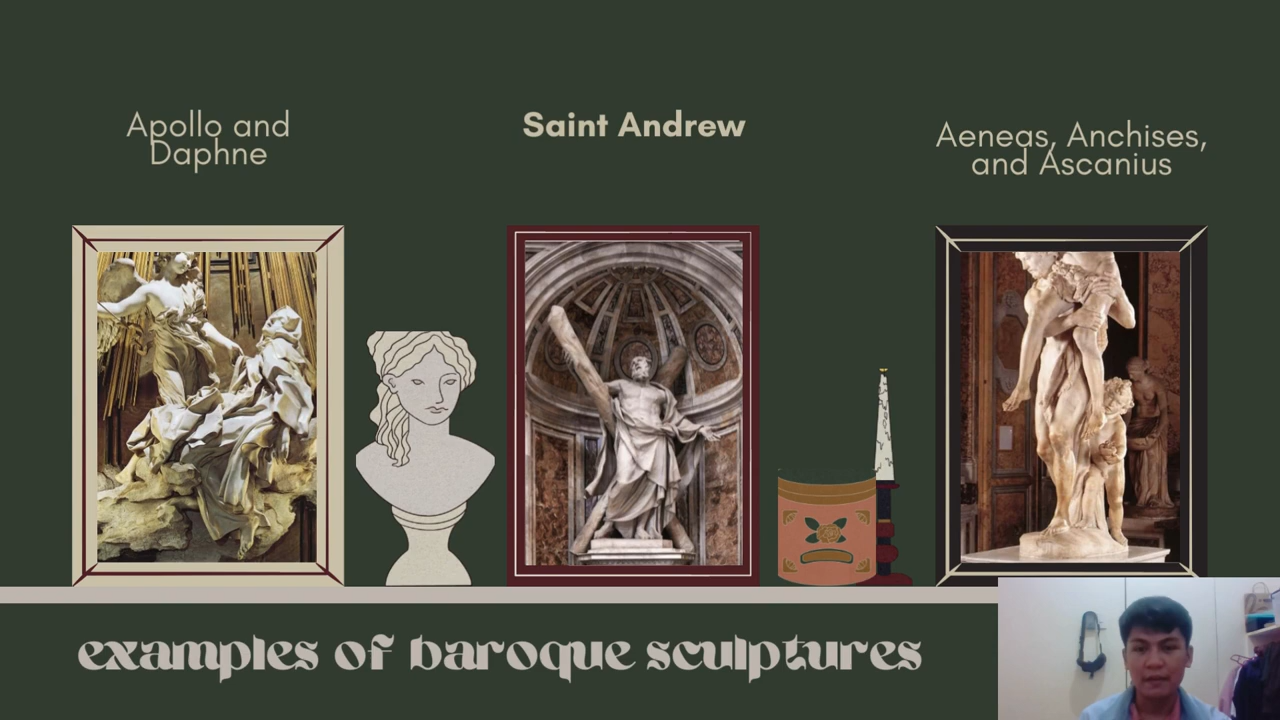 Apollo and
Daphne
Saint Andrew
Aeneas, Anchises,
and Ascanius
examples of baroque sculptures